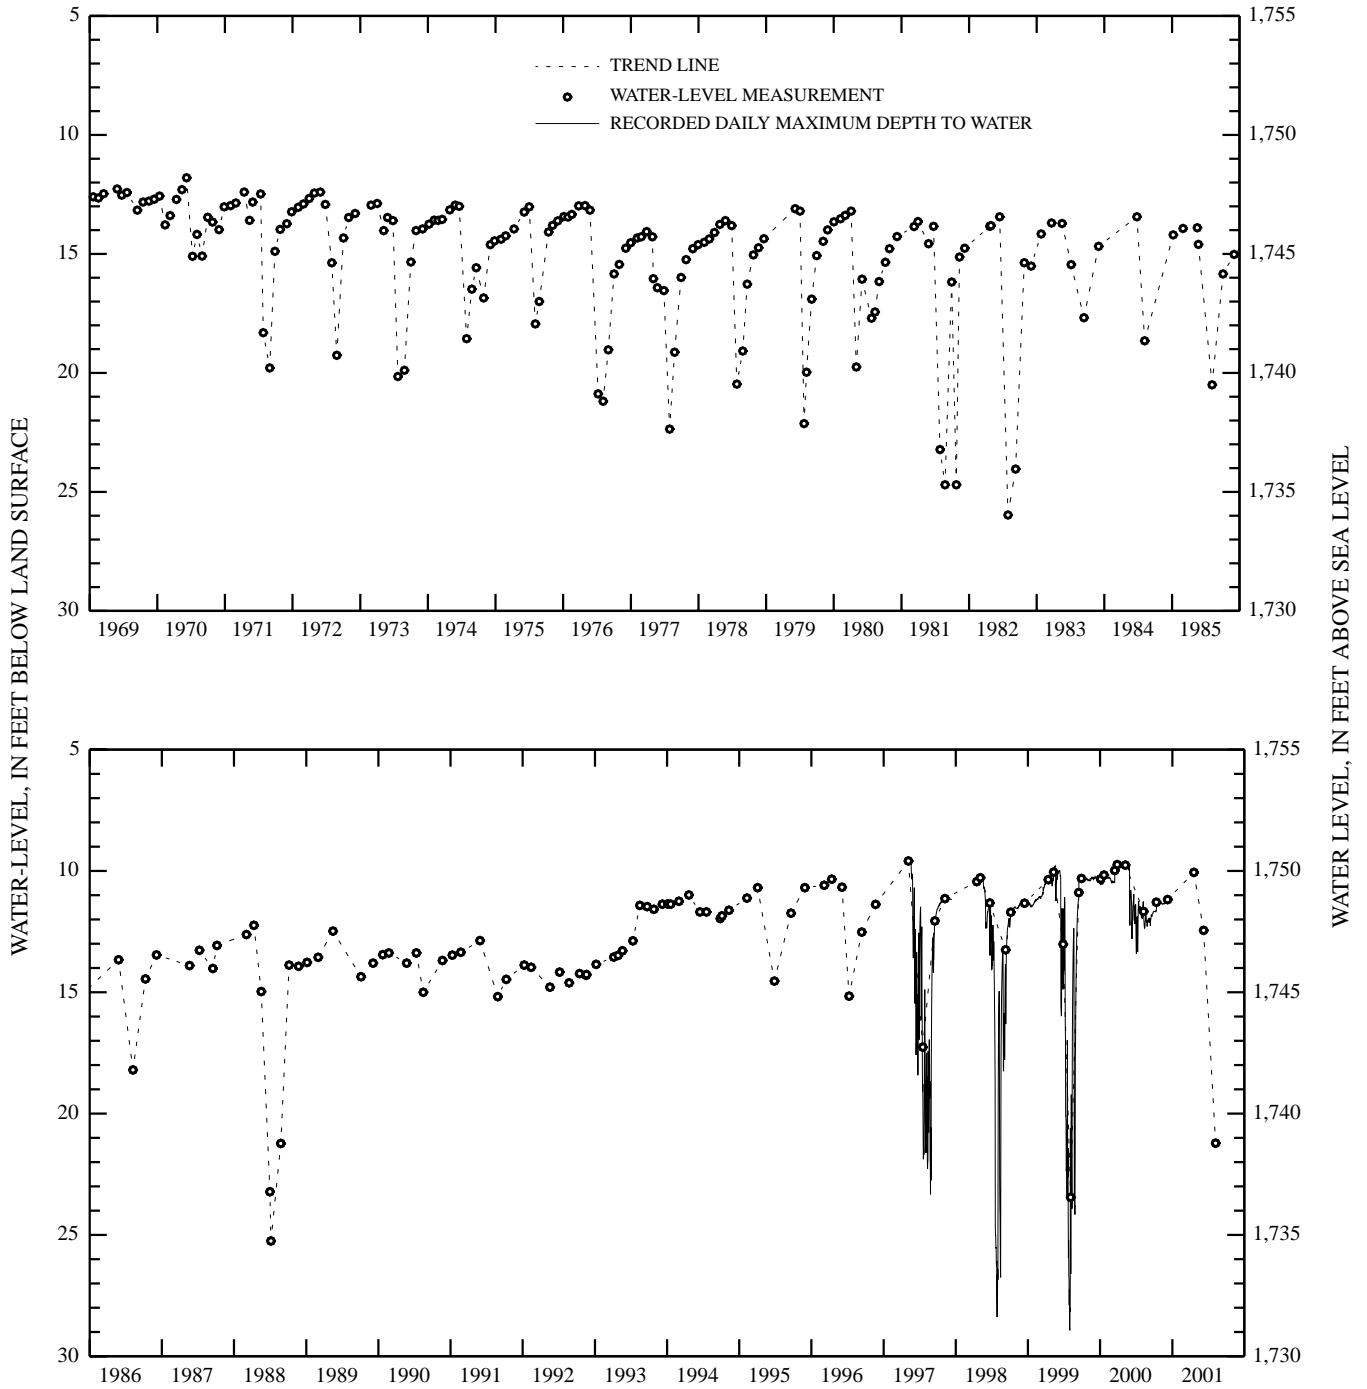 5 1,755
TREND LINE
WATER-LEVEL MEASUREMENT
RECORDED DAILY MAXIMUM DEPTH TO WATER
10 1,750
15 1,745
20 1,740
25 1,735
30 1,730
1969 1970 1971 1972 1973 1974 1975 1976 1977 1978 1979 1980 1981 1982 1983 1984 1985
WATER-LEVEL, IN FEET BELOW LAND SURFACE
WATER LEVEL, IN FEET ABOVE SEA LEVEL
5 1,755
10 1,750
15 1,745
20 1,740
25 1,735
30 1,730
1986 1987 1988 1989 1990 1991 1992 1993 1994 1995 1996 1997 1998 1999 2000 2001